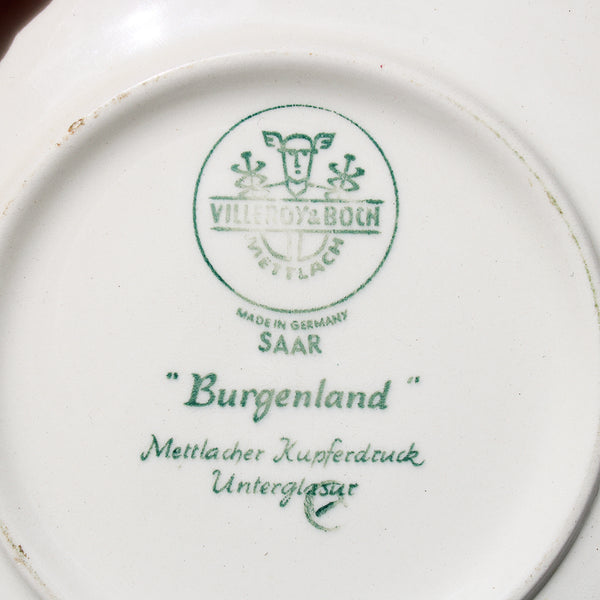 VILLEROY & BOCH
METTLACH
MADE IN GERMANY
SAAR
"Burgenland"
Mettlacher Kupferdruck
Unterglasur